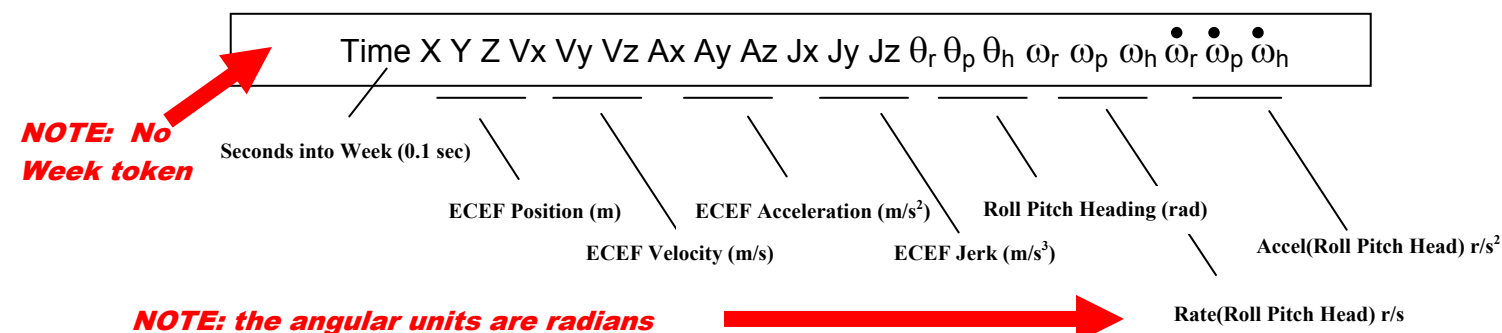 Time X Y Z Vx Vy Vz Ax Ay Az Jx Jy Jz θr θp θh ωr ωp ωh ω̇r ω̇p ω̇h
NOTE: No
Week token
Seconds into Week (0.1 sec)
ECEF Position (m)
ECEF Acceleration (m/s²)
Roll Pitch Heading (rad)
ECEF Velocity (m/s)
ECEF Jerk (m/s³)
Accel(Roll Pitch Head) r/s²
Rate(Roll Pitch Head) r/s
NOTE: the angular units are radians